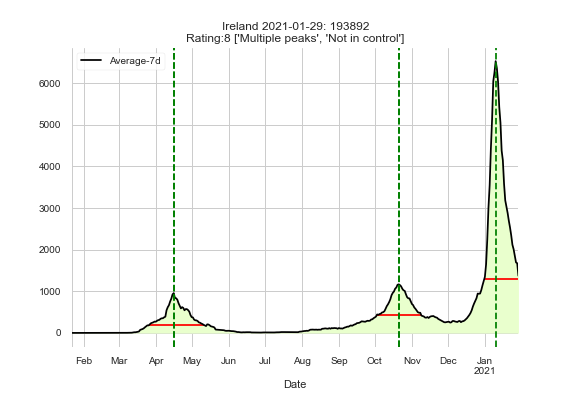 Ireland 2021-01-29: 193892
Rating:8 ['Multiple peaks', 'Not in control']
Average-7d
6000
5000
4000
3000
2000
1000
0
Feb Mar Apr May Jun Jul Aug Sep Oct Nov Dec Jan
2021
Date